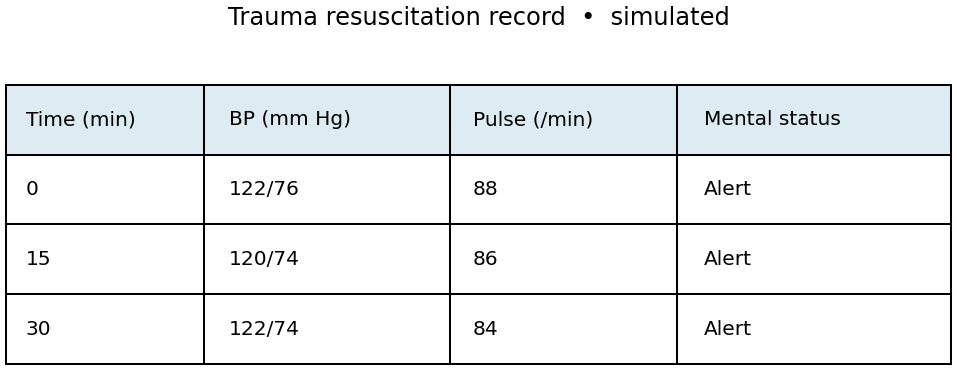 Trauma resuscitation record • simulated
Time (min) BP (mm Hg) Pulse (/min) Mental status
0 122/76 88 Alert
15 120/74 86 Alert
30 122/74 84 Alert